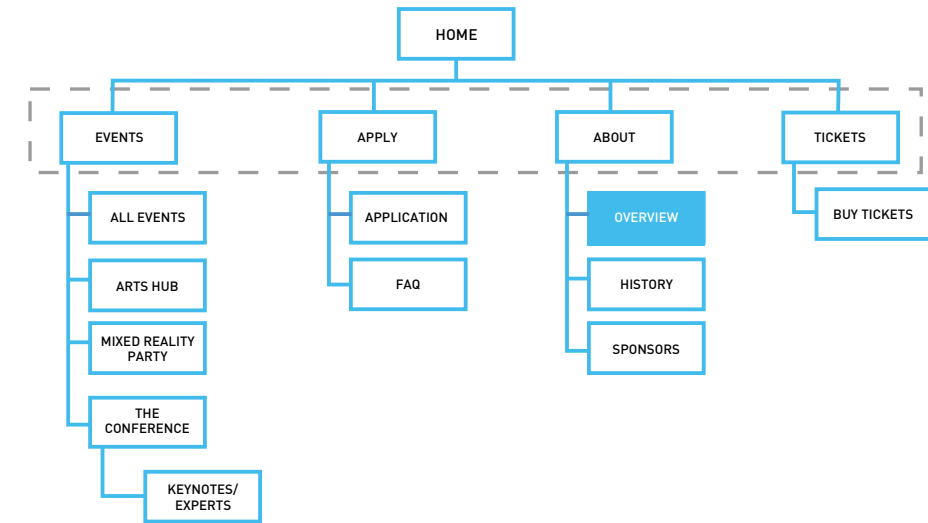 HOME
EVENTS
APPLY
ABOUT
TICKETS
ALL EVENTS
APPLICATION
OVERVIEW
BUY TICKETS
ARTS HUB
FAQ
HISTORY
MIXED REALITY
PARTY
SPONSORS
THE
CONFERENCE
KEYNOTES/
EXPERTS